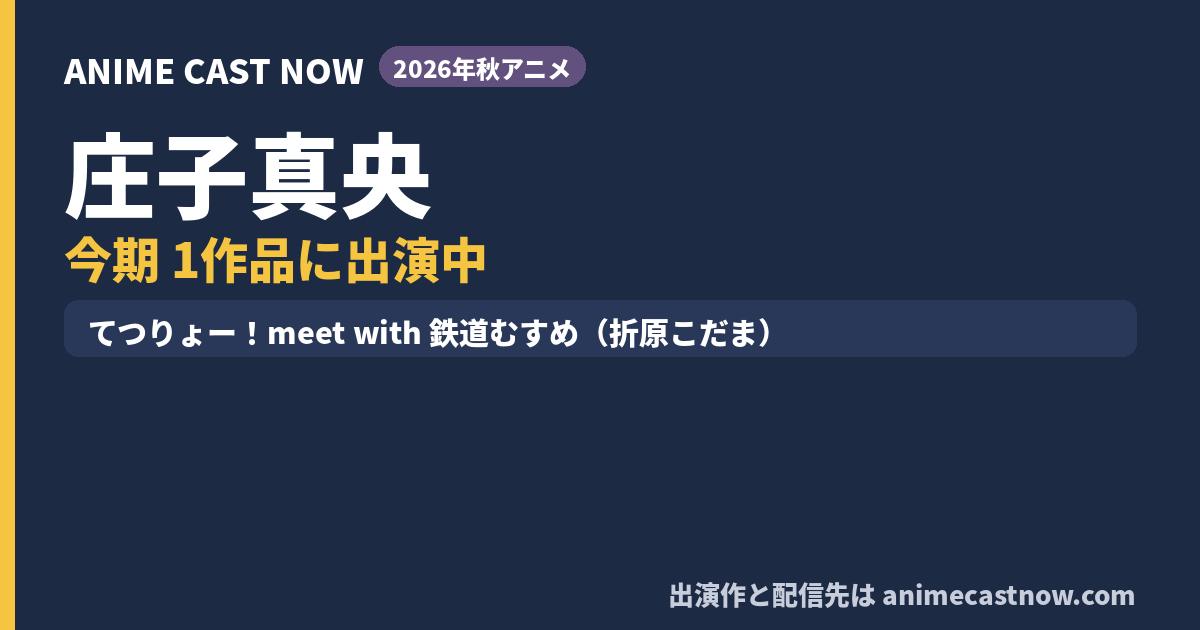 ANIME CAST NOW 2026年秋アニメ
庄子真央
今期 1作品に出演中
てつりょー！meet with 鉄道むすめ（折原こだま）
出演作と配信先は animecastnow.com